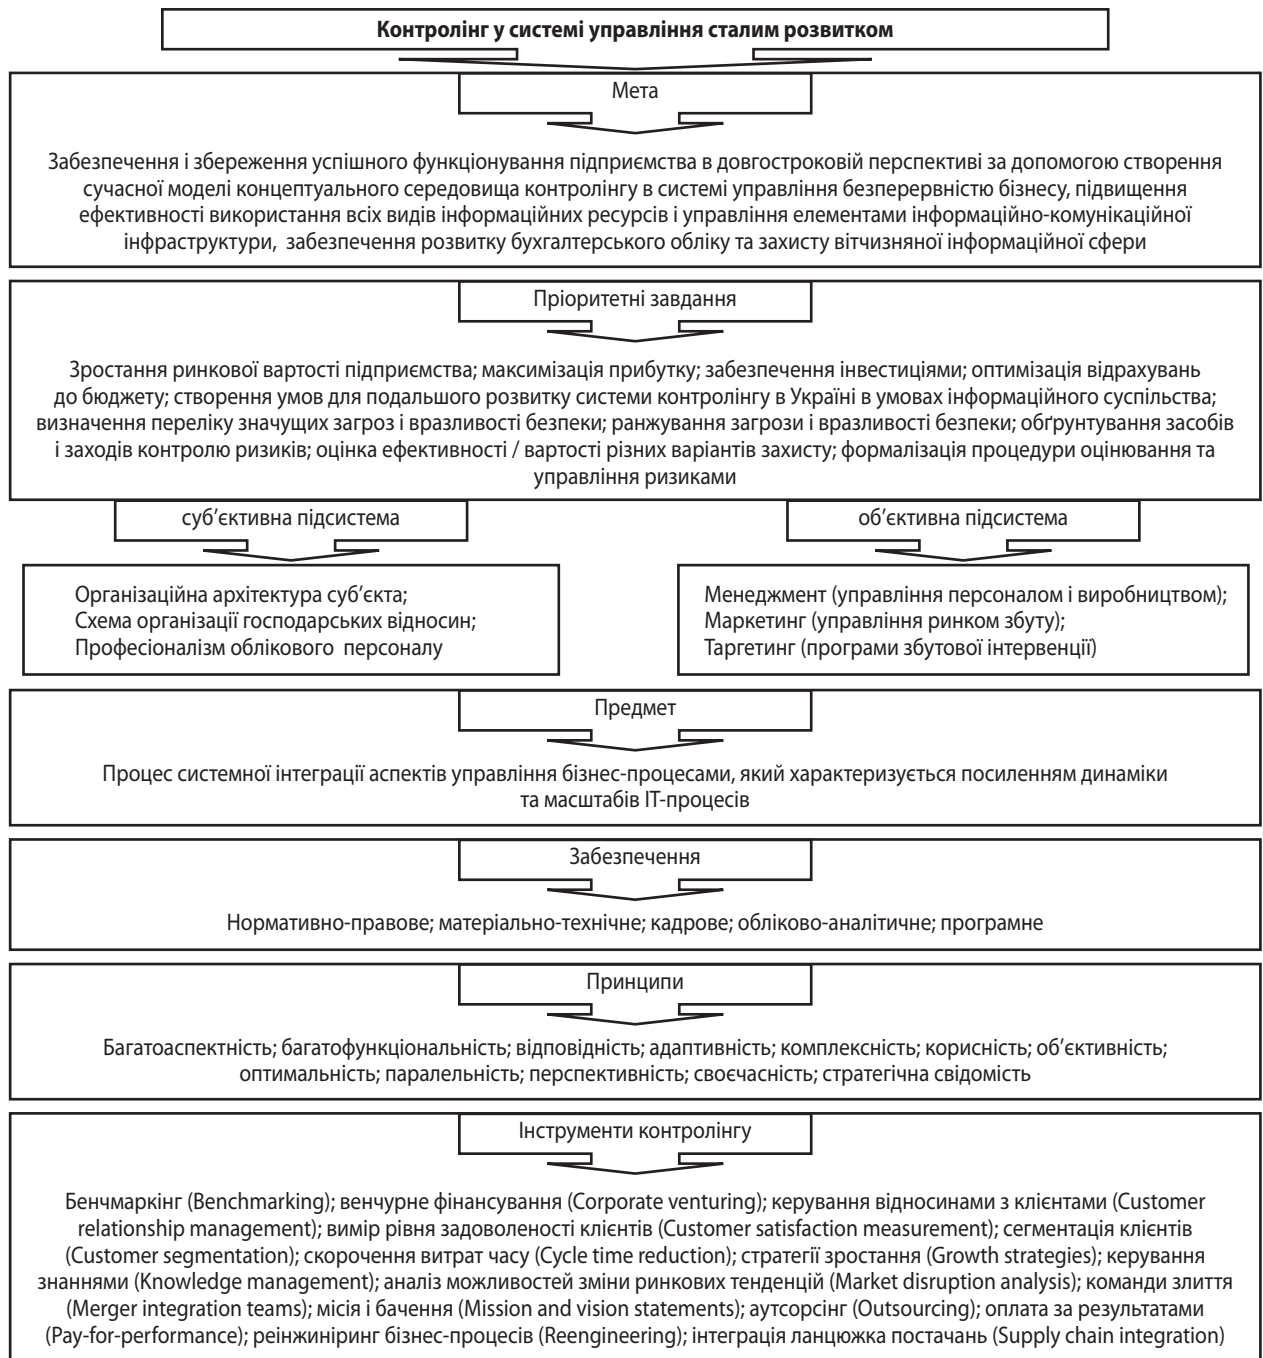 Контролінг у системі управління сталим розвитком
Мета
Забезпечення і збереження успішного функціонування підприємства в довгостроковій перспективі за допомогою створення
сучасної моделі концептуального середовища контролінгу в системі управління безперервністю бізнесу, підвищення
ефективності використання всіх видів інформаційних ресурсів і управління елементами інформаційно-комунікаційної
інфраструктури, забезпечення розвитку бухгалтерського обліку та захисту вітчизняної інформаційної сфери
Пріоритетні завдання
Зростання ринкової вартості підприємства; максимізація прибутку; забезпечення інвестиціями; оптимізація відрахувань
до бюджету; створення умов для подальшого розвитку системи контролінгу в Україні в умовах інформаційного суспільства;
визначення переліку значущих загроз і вразливості безпеки; ранжування загрози і вразливості безпеки; обґрунтування засобів
і заходів контролю ризиків; оцінка ефективності / вартості різних варіантів захисту; формалізація процедури оцінювання та
управління ризиками
суб’єктивна підсистема
Організаційна архітектура суб’єкта;
Схема організації господарських відносин;
Професіоналізм облікового персоналу
об’єктивна підсистема
Менеджмент (управління персоналом і виробництвом);
Маркетинг (управління ринком збуту);
Таргетинг (програми збутової інтервенції)
Предмет
Процес системної інтеграції аспектів управління бізнес-процесами, який характеризується посиленням динаміки
та масштабів ІТ-процесів
Забезпечення
Нормативно-правове; матеріально-технічне; кадрове; обліково-аналітичне; програмне
Принципи
Багатоаспектність; багатофункціональність; відповідність; адаптивність; комплексність; корисність; об’єктивність;
оптимальність; паралельність; перспективність; своєчасність; стратегічна свідомість
Інструменти контролінгу
Бенчмаркінг (Benchmarking); венчурне фінансування (Corporate venturing); керування відносинами з клієнтами (Customer
relationship management); вимір рівня задоволеності клієнтів (Customer satisfaction measurement); сегментація клієнтів
(Customer segmentation); скорочення витрат часу (Cycle time reduction); стратегії зростання (Growth strategies); керування
знаннями (Knowledge management); аналіз можливостей зміни ринкових тенденцій (Market disruption analysis); команди злиття
(Merger integration teams); місія і бачення (Mission and vision statements); аутсорсінг (Outsourcing); оплата за результатами
(Pay-for-performance); реінжиніринг бізнес-процесів (Reengineering); інтеграція ланцюжка постачань (Supply chain integration)